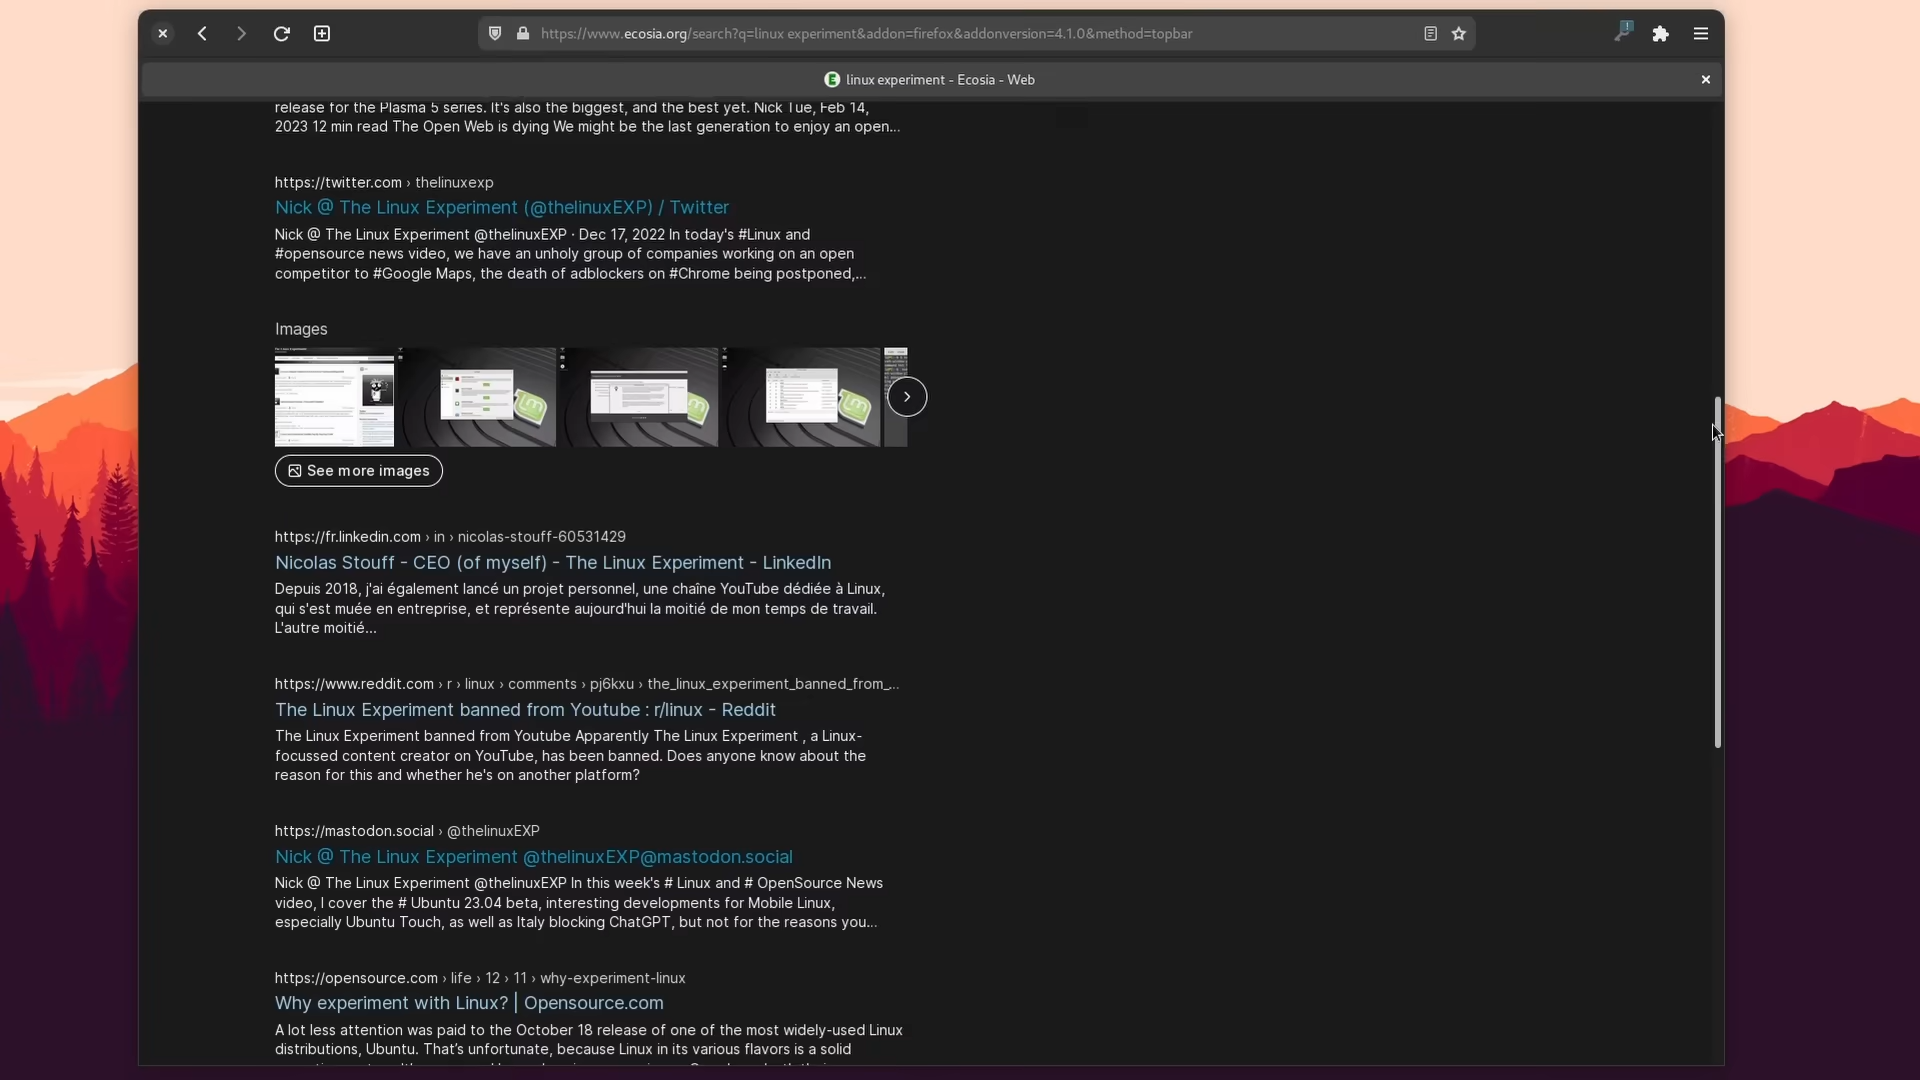 https://www.ecosia.org/search?q=linux experiment&addon=firefox&addonversion=4.1.0&method=topbar
linux experiment - Ecosia - Web
release for the Plasma 5 series. It's also the biggest, and the best yet. Nick Tue, Feb 14,
2023 12 min read The Open Web is dying We might be the last generation to enjoy an open...
https://twitter.com › thelinuxexp
Nick @ The Linux Experiment (@thelinuxEXP) / Twitter
Nick @ The Linux Experiment @thelinuxEXP · Dec 17, 2022 In today's #Linux and
#opensource news video, we have an unholy group of companies working on an open
competitor to #Google Maps, the death of adblockers on #Chrome being postponed,...
Images
See more images
https://fr.linkedin.com › in › nicolas-stouff-60531429
Nicolas Stouff - CEO (of myself) - The Linux Experiment - LinkedIn
Depuis 2018, j'ai également lancé un projet personnel, une chaîne YouTube dédiée à Linux,
qui s'est muée en entreprise, et représente aujourd'hui la moitié de mon temps de travail.
L'autre moitié...
https://www.reddit.com › r › linux › comments › pj6kxu › the_linux_experiment_banned_from_...
The Linux Experiment banned from Youtube : r/linux - Reddit
The Linux Experiment banned from Youtube Apparently The Linux Experiment , a Linux-
focussed content creator on YouTube, has been banned. Does anyone know about the
reason for this and whether he's on another platform?
https://mastodon.social › @thelinuxEXP
Nick @ The Linux Experiment @thelinuxEXP@mastodon.social
Nick @ The Linux Experiment @thelinuxEXP In this week's # Linux and # OpenSource News
video, I cover the # Ubuntu 23.04 beta, interesting developments for Mobile Linux,
especially Ubuntu Touch, as well as Italy blocking ChatGPT, but not for the reasons you...
https://opensource.com › life › 12 › 11 › why-experiment-linux
Why experiment with Linux? | Opensource.com
A lot less attention was paid to the October 18 release of one of the most widely-used Linux
distributions, Ubuntu. That's unfortunate, because Linux in its various flavors is a solid